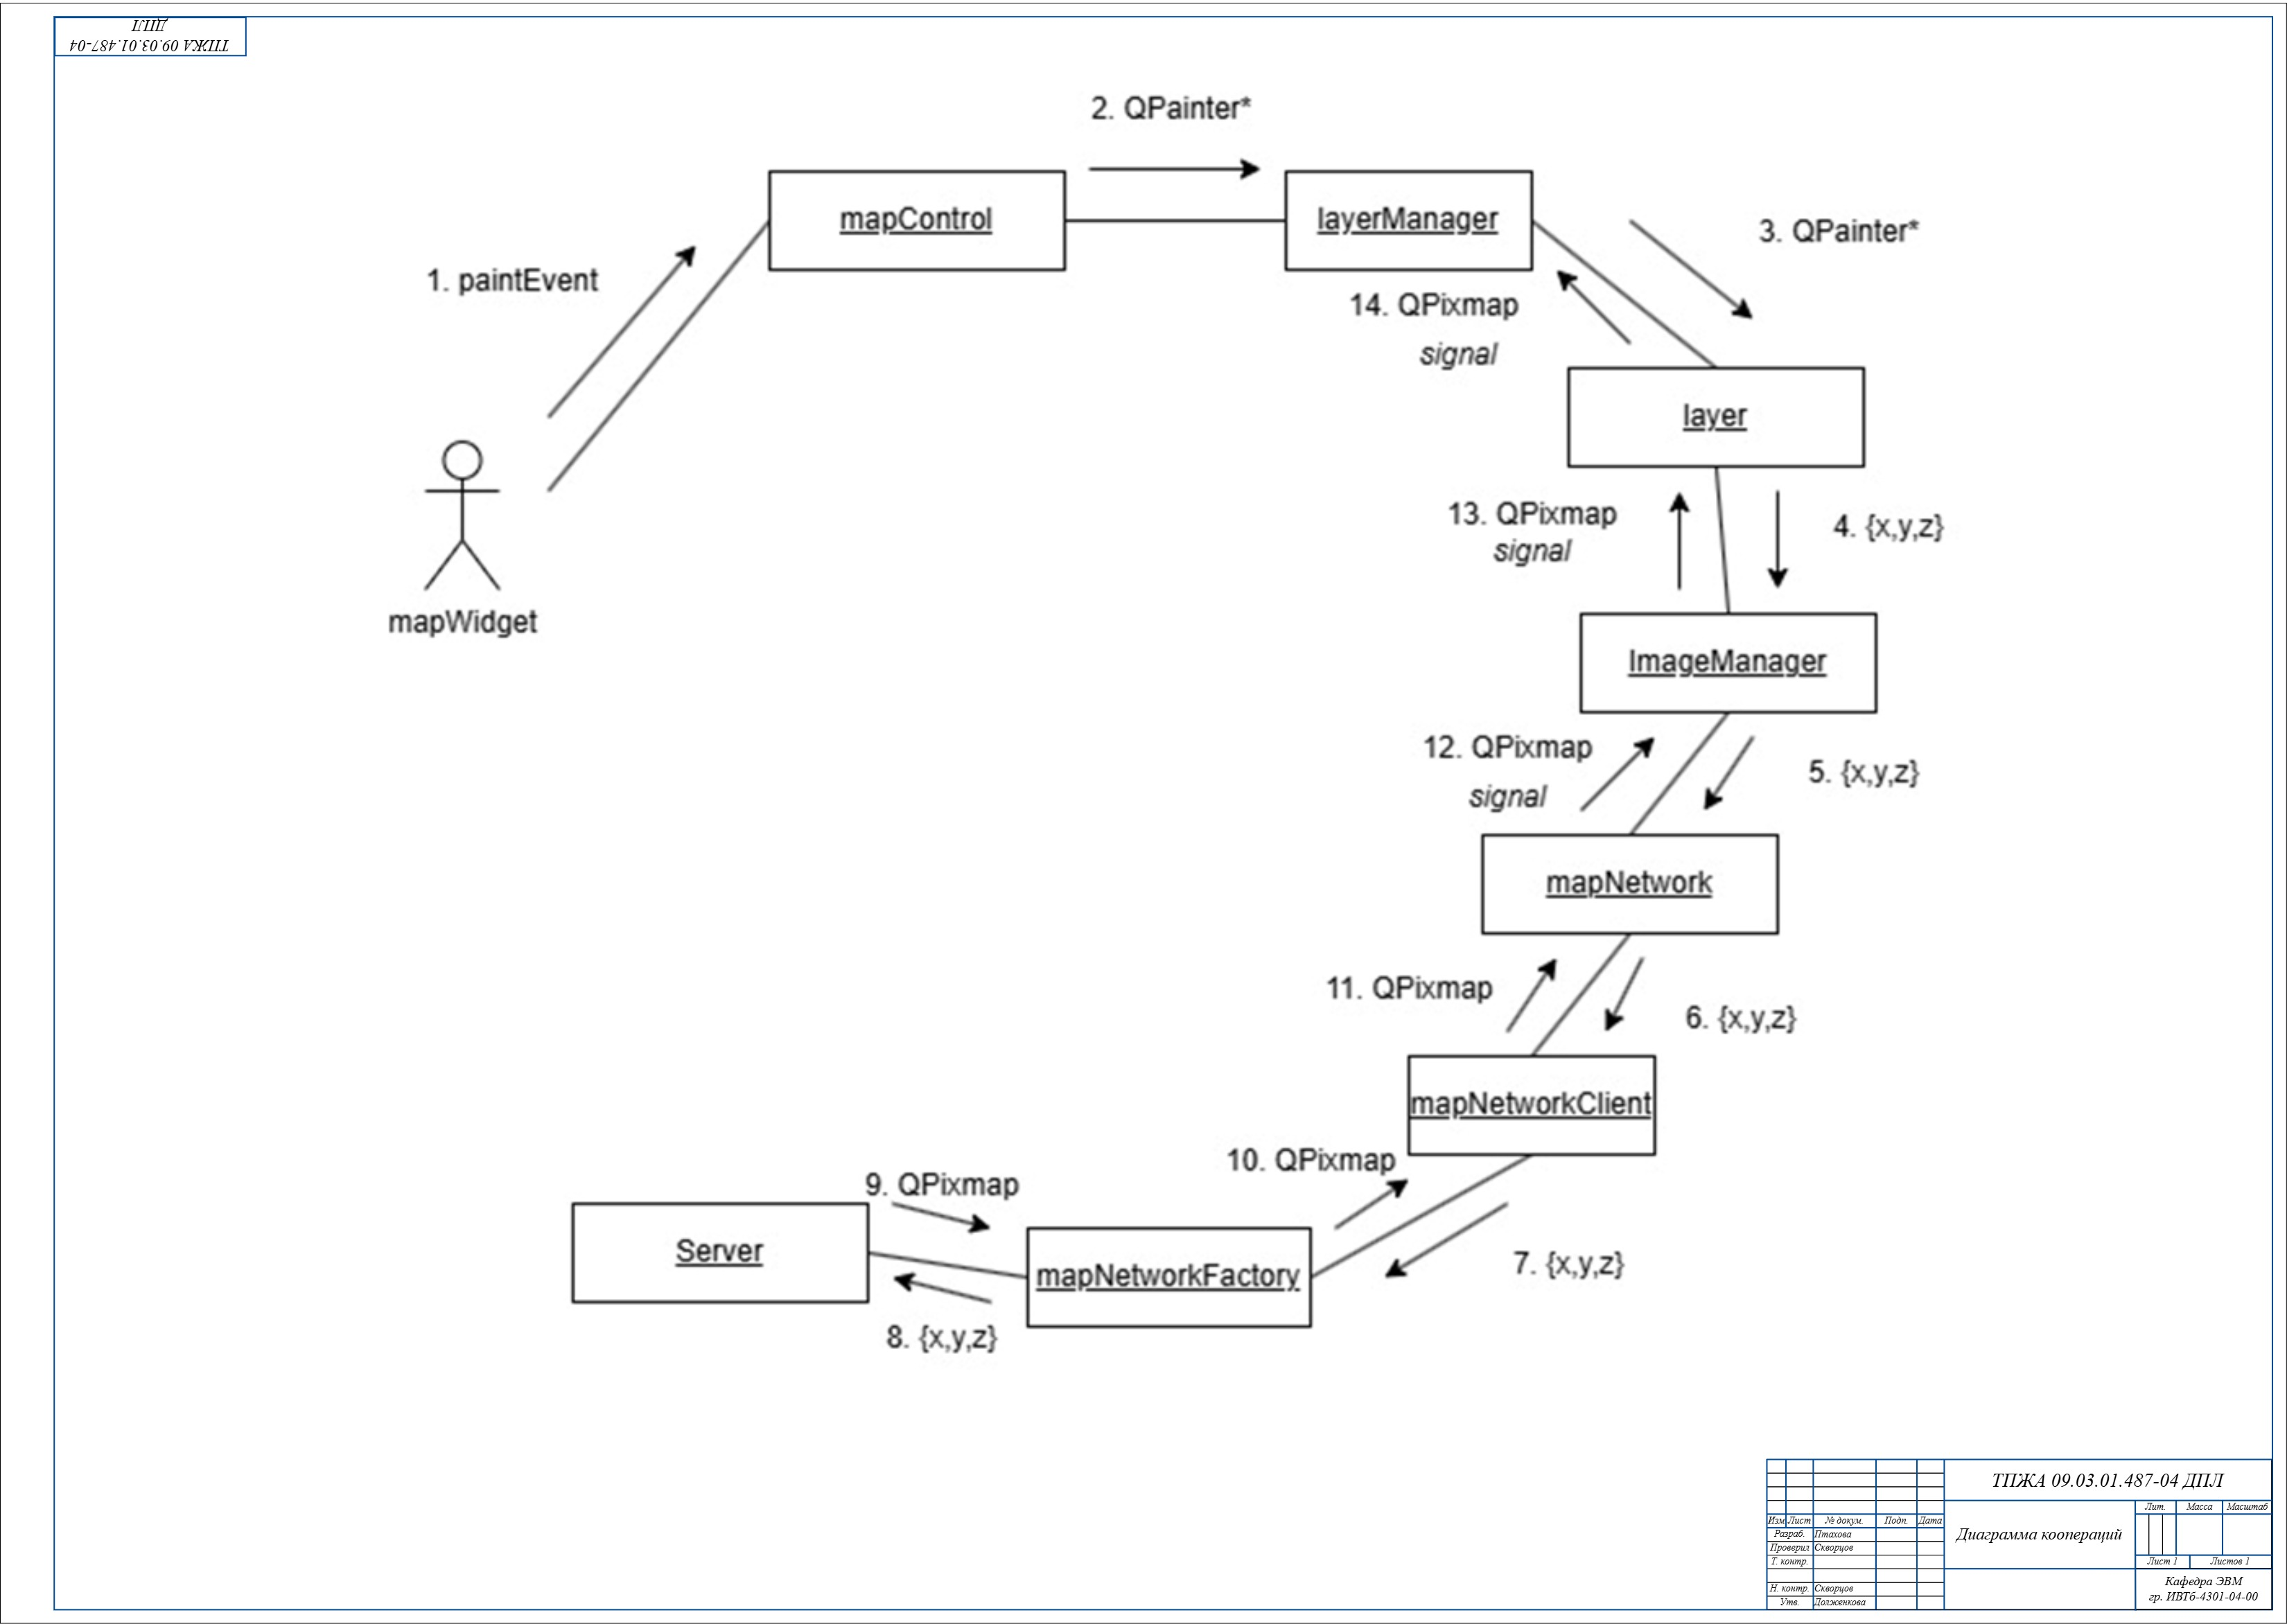 ТПЖА 09.03.01.487-04
ДПЛ
2. QPainter*
mapControl
layerManager
3. QPainter*
1. paintEvent
14. QPixmap
signal
layer
13. QPixmap
signal
4. {x,y,z}
mapWidget
ImageManager
12. QPixmap
signal
5. {x,y,z}
mapNetwork
11. QPixmap
6. {x,y,z}
mapNetworkClient
10. QPixmap
9. QPixmap
Server
mapNetworkFactory
7. {x,y,z}
8. {x,y,z}
ТПЖА 09.03.01.487-04 ДПЛ
Лит. Масса Масштаб
Изм Лист № докум. Подп. Дата
Разраб. Птахова
Диаграмма коопераций
Проверил Скворцов
Т. контр.
Лист 1 Листов 1
Н. контр. Скворцов
Утв. Долженкова
Кафедра ЭВМ
гр. ИВТб-4301-04-00